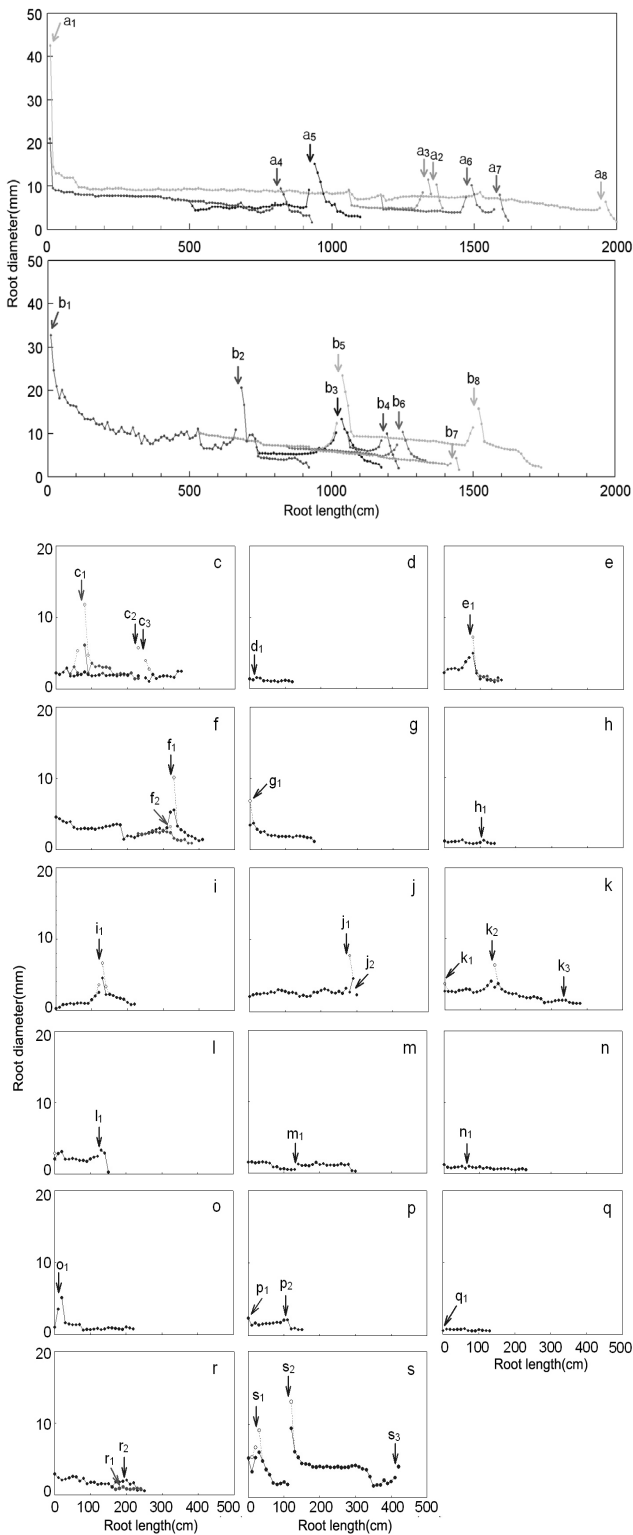 50
a1
40
30
20
a5
a4
a3 a2
a6
a7
a8
10
0
0 500 1000 1500 2000
Root diameter(mm)
50
b1
40
30
b5
b2
20
b3
b8
b4 b6
b7
10
0
0 500 1000 1500 2000
Root length(cm)
20
c
d
e
c1
10
c2 c3
d1
e1
0
20
f
g
h
f1
10
f2
g1
h1
0
20
i
j
k
i1
j1
j2
k1
k2
k3
10
0
Root diameter(mm)
20
l
m
n
10
l1
m1
n1
0
20
o
p
q
10
o1
p1
p2
q1
0
0 100 200 300 400 500
Root length(cm)
20
r
s
s2
s1
10
s3
r1
r2
0
0 100 200 300 400 500
0 100 200 300 400 500
Root length(cm)
Root length(cm)